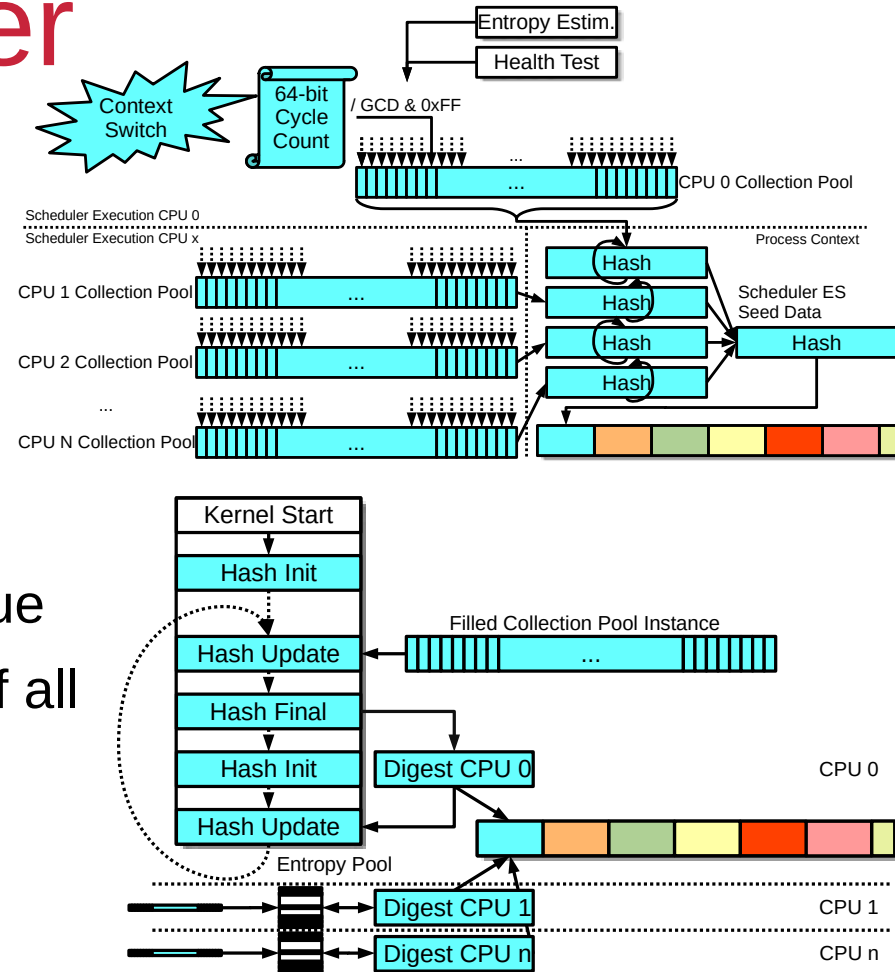 er
Entropy Estim.
Health Test
Context
Switch
64-bit
Cycle
Count
/ GCD & 0xFF
...
...
CPU 0 Collection Pool
Scheduler Execution CPU 0
Scheduler Execution CPU x
Process Context
CPU 1 Collection Pool
...
CPU 2 Collection Pool
...
...
CPU N Collection Pool
...
Hash
Hash
Hash
Hash
Scheduler ES
Seed Data
Hash
Kernel Start
Hash Init
ue
Filled Collection Pool Instance
Hash Update
...
f all
Hash Final
Hash Init
Digest CPU 0
CPU 0
Hash Update
Entropy Pool
Digest CPU 1
CPU 1
Digest CPU n
CPU n